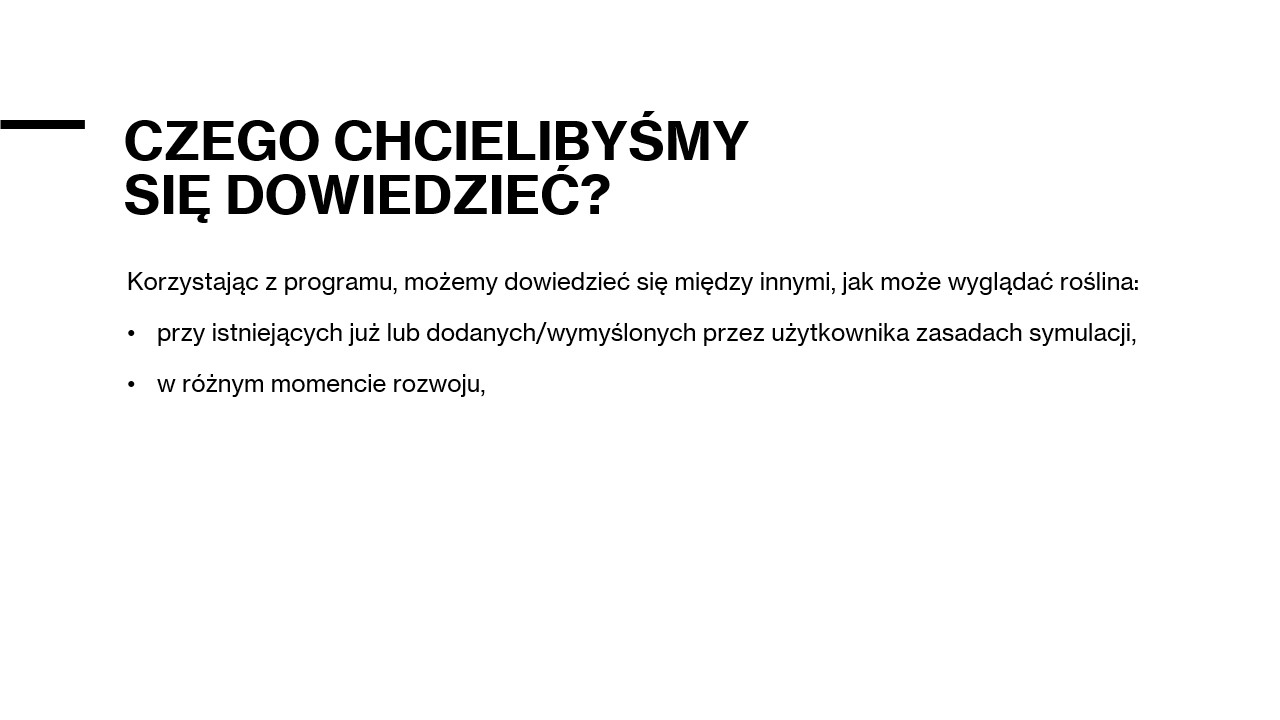 CZEGO CHCIELIBYŚMY
SIĘ DOWIEDZIEĆ?
Korzystając z programu, możemy dowiedzieć się między innymi, jak może wyglądać roślina:
• przy istniejących już lub dodanych/wymyślonych przez użytkownika zasadach symulacji,
• w różnym momencie rozwoju,